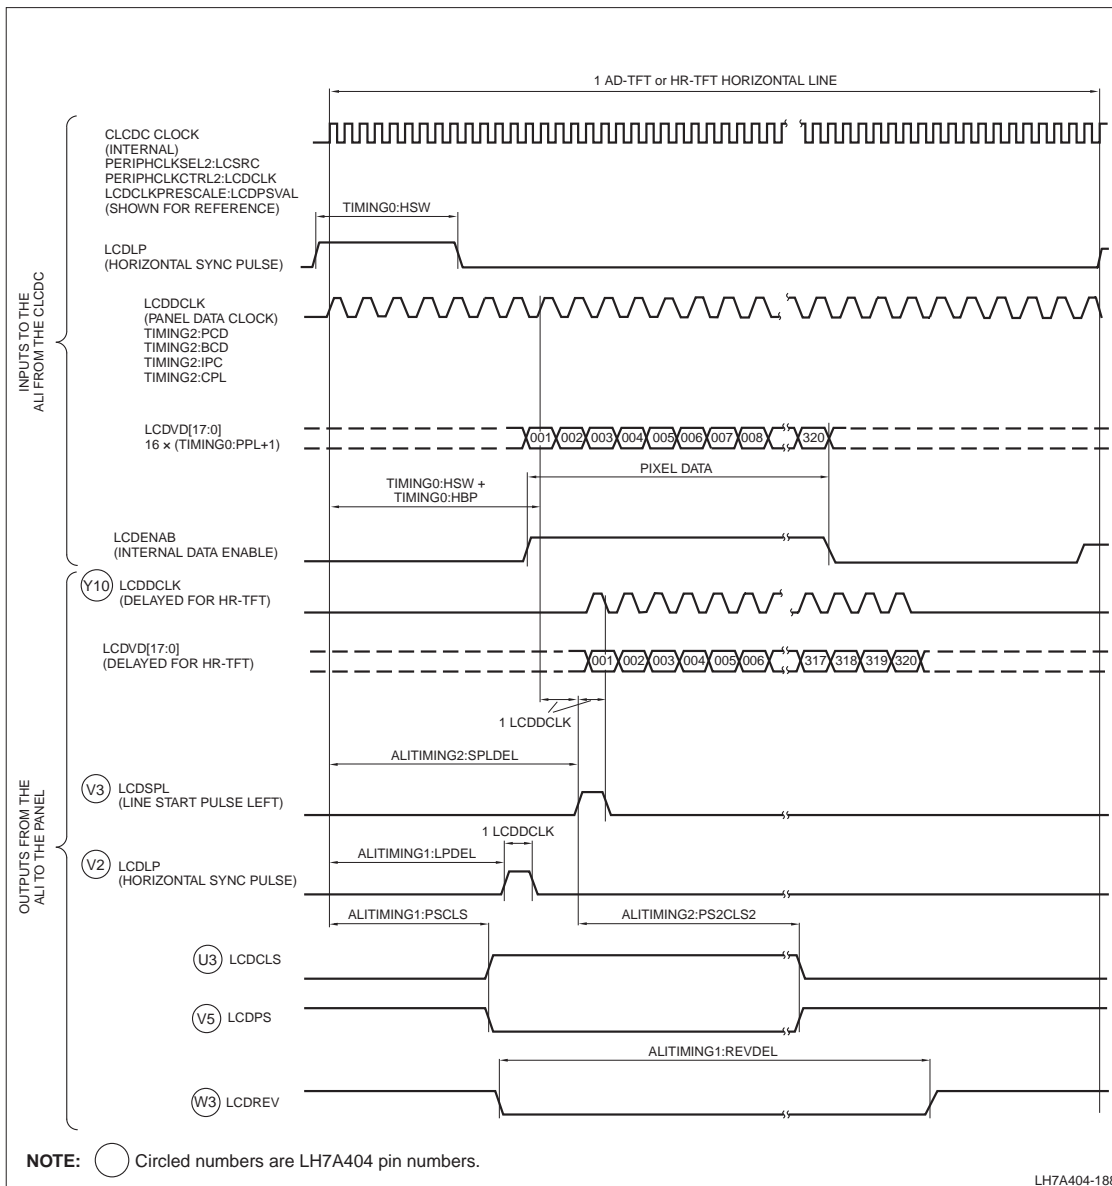 1 AD-TFT or HR-TFT HORIZONTAL LINE
INPUTS TO THE
ALI FROM THE CLCDC
CLCDC CLOCK
(INTERNAL)
PERIPHCLKSEL2:LCSRC
PERIPHCLKCTRL2:LCDCLK
LCDCLKPRESCALE:LCDPSVAL
(SHOWN FOR REFERENCE)
TIMING0:HSW
LCDLP
(HORIZONTAL SYNC PULSE)
LCDDCLK
(PANEL DATA CLOCK)
TIMING2:PCD
TIMING2:BCD
TIMING2:IPC
TIMING2:CPL
LCDVD[17:0]
16 × (TIMING0:PPL+1)
001 002 003 004 005 006 007 008 320
PIXEL DATA
TIMING0:HSW +
TIMING0:HBP
LCDENAB
(INTERNAL DATA ENABLE)
OUTPUTS FROM THE
ALI TO THE PANEL
Y10 LCDDCLK
(DELAYED FOR HR-TFT)
LCDVD[17:0]
(DELAYED FOR HR-TFT)
001 002 003 004 005 006 317 318 319 320
1 LCDDCLK
ALITIMING2:SPLDEL
V3 LCDSPL
(LINE START PULSE LEFT)
1 LCDDCLK
ALITIMING1:LPDEL
V2 LCDLP
(HORIZONTAL SYNC PULSE)
ALITIMING1:PSCLS ALITIMING2:PS2CLS2
U3 LCDCLS
V5 LCDPS
ALITIMING1:REVDEL
W3 LCDREV
NOTE: Circled numbers are LH7A404 pin numbers.
LH7A404-188